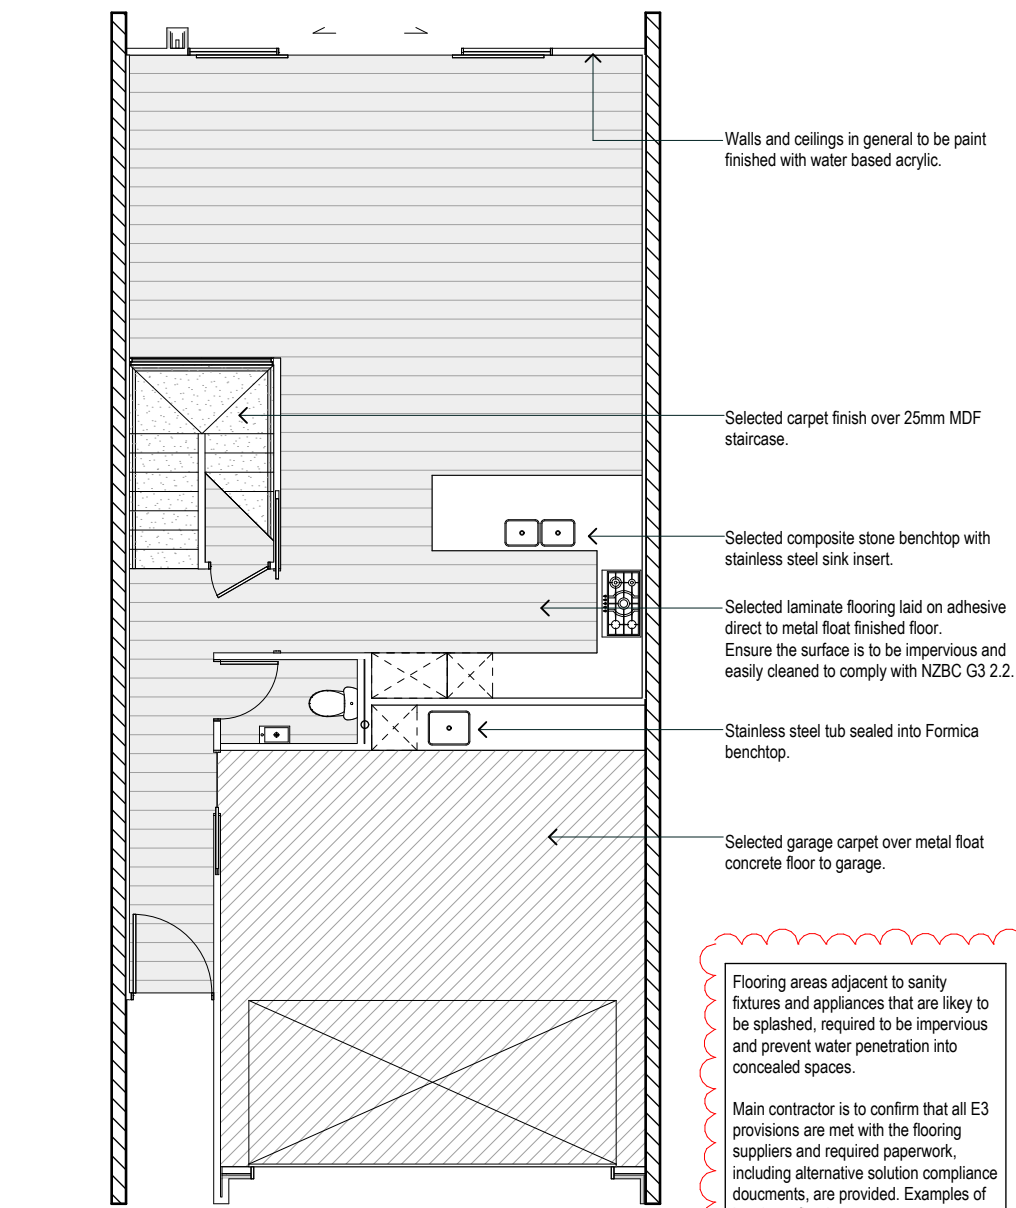 Walls and ceilings in general to be paint
finished with water based acrylic.
Selected carpet finish over 25mm MDF
staircase.
Selected composite stone benchtop with
stainless steel sink insert.
Selected laminate flooring laid on adhesive
direct to metal float finished floor.
Ensure the surface is to be impervious and
easily cleaned to comply with NZBC G3 2.2.
Stainless steel tub sealed into Formica
benchtop.
Selected garage carpet over metal float
concrete floor to garage.
Flooring areas adjacent to sanity
fixtures and appliances that are likey to
be splashed, required to be impervious
and prevent water penetration into
concealed spaces.
Main contractor is to confirm that all E3
provisions are met with the flooring
suppliers and required paperwork,
including alternative solution compliance
doucments, are provided. Examples of